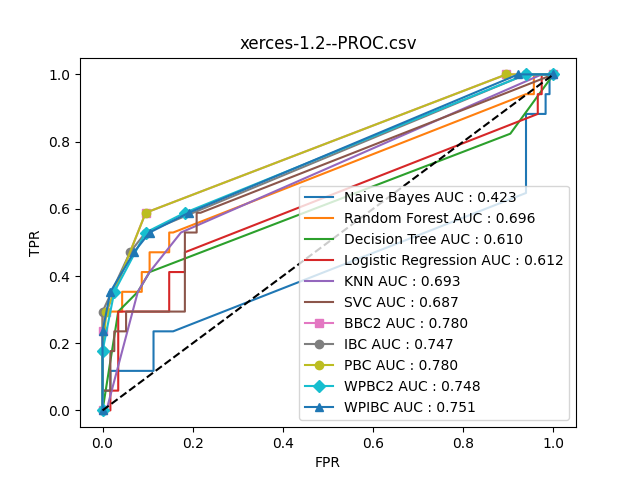 xerces-1.2--PROC.csv
1.0
0.8
0.6
0.4
0.2
0.0
TPR
Naive Bayes AUC : 0.423
Random Forest AUC : 0.696
Decision Tree AUC : 0.610
Logistic Regression AUC : 0.612
KNN AUC : 0.693
SVC AUC : 0.687
BBC2 AUC : 0.780
IBC AUC : 0.747
PBC AUC : 0.780
WPBC2 AUC : 0.748
WPIBC AUC : 0.751
0.0 0.2 0.4 0.6 0.8 1.0
FPR